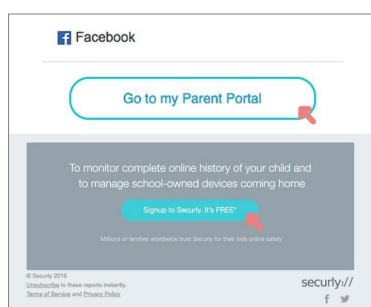 Facebook
Go to my Parent Portal
To monitor complete online history of your child and
to manage school-owned devices coming home
Signup to Securly. It's FREE*
Millions of families worldwide trust Securly for their kids online safety
© Securly 2016
Unsubscribe to these reports instantly.
Terms of Service and Privacy Policy
securly://